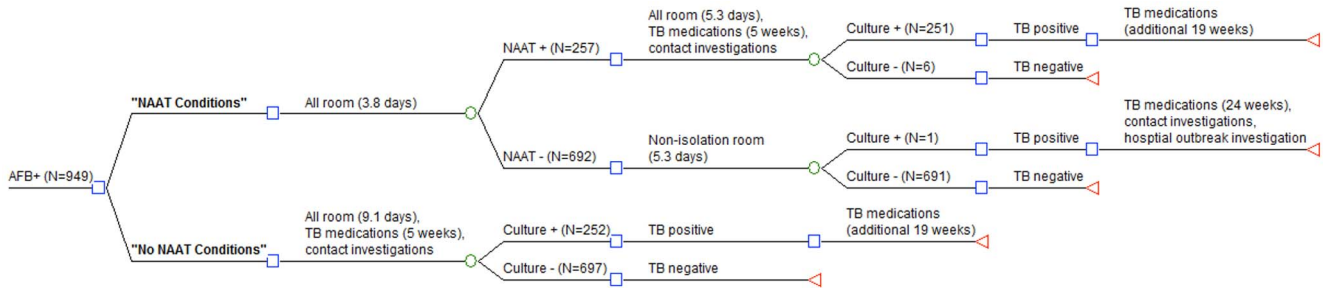 AFB+ (N=949)
"NAAT Conditions"
All room (3.8 days)
NAAT + (N=257)
All room (5.3 days),
TB medications (5 weeks),
contact investigations
Culture + (N=251)
TB positive
TB medications
(additional 19 weeks)
Culture - (N=6)
TB negative
NAAT - (N=692)
Non-isolation room
(5.3 days)
Culture + (N=1)
TB positive
TB medications (24 weeks),
contact investigations,
hosptial outbreak investigation
Culture - (N=691)
TB negative
"No NAAT Conditions"
All room (9.1 days),
TB medications (5 weeks),
contact investigations
Culture + (N=252)
TB positive
TB medications
(additional 19 weeks)
Culture - (N=697)
TB negative